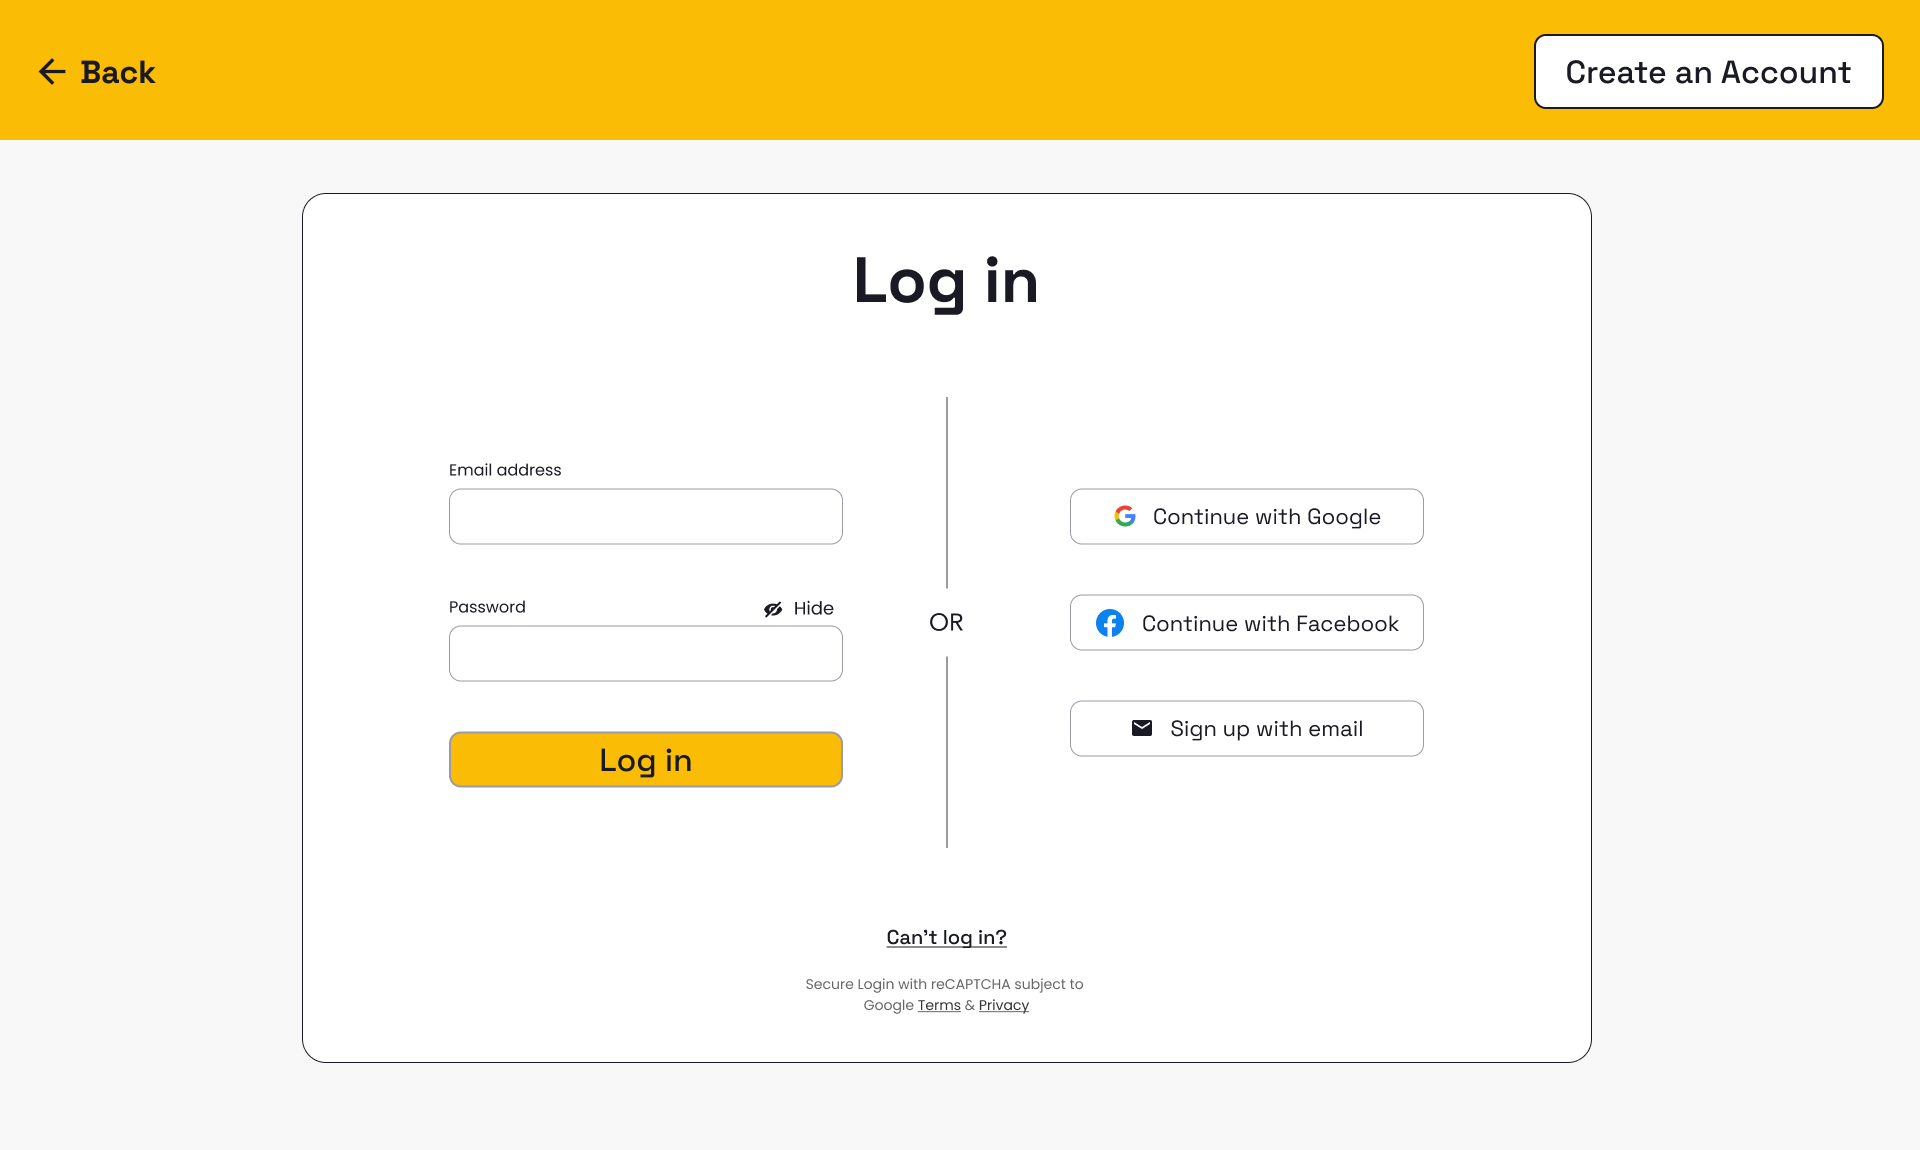 Back
Create an Account
Log in
Email address
Password
Hide
Log in
OR
Continue with Google
Continue with Facebook
Sign up with email
Can't log in?
Secure Login with reCAPTCHA subject to
Google Terms & Privacy